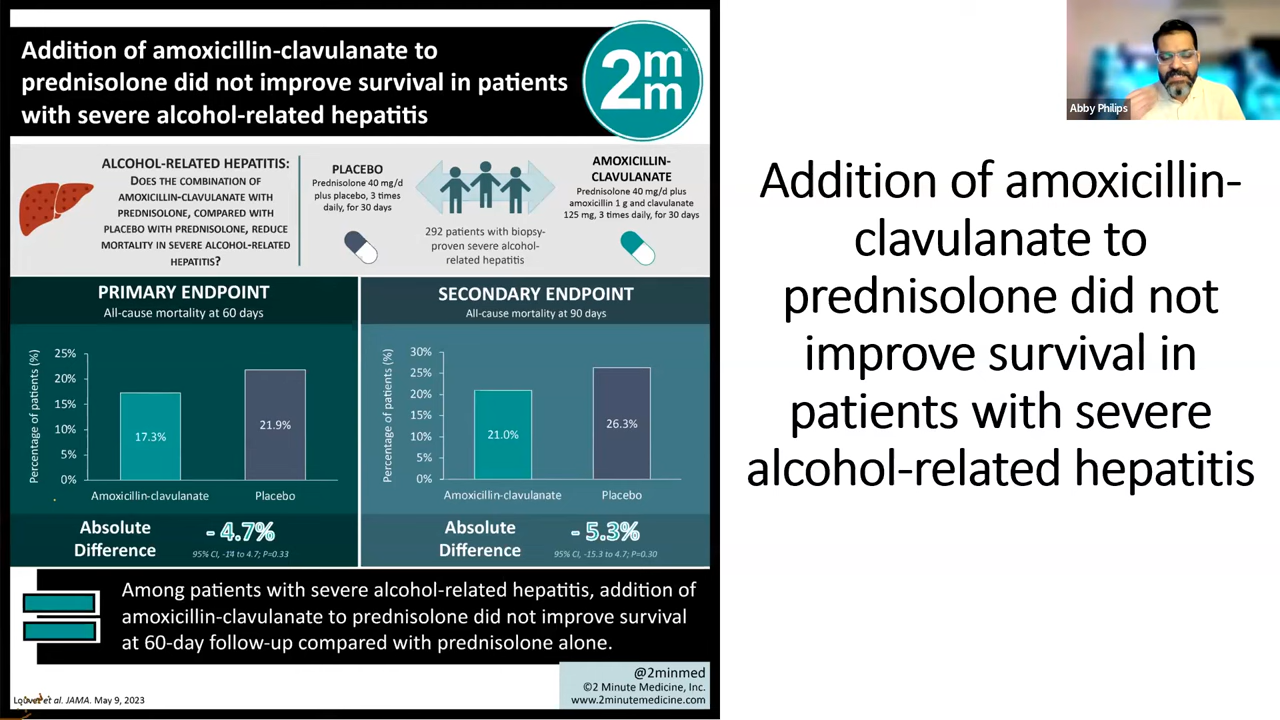 Addition of amoxicillin-clavulanate to
prednisolone did not improve survival in patients
with severe alcohol-related hepatitis
2mm™
ALCOHOL-RELATED HEPATITIS:
DOES THE COMBINATION OF
AMOXICILLIN-CLAVULANATE WITH
PREDNISOLONE, COMPARED WITH
PLACEBO WITH PREDNISOLONE, REDUCE
MORTALITY IN SEVERE ALCOHOL-RELATED
HEPATITIS?
PLACEBO
Prednisolone 40 mg/d
plus placebo, 3 times
daily, for 30 days
292 patients with biopsy-
proven severe alcohol-
related hepatitis
AMOXICILLIN-
CLAVULANATE
Prednisolone 40 mg/d plus
amoxicillin 1 g and clavulanate
125 mg, 3 times daily, for 30 days
PRIMARY ENDPOINT
All-cause mortality at 60 days
Percentage of patients (%)
25%
20%
15%
10%
5%
0%
17.3%
21.9%
Amoxicillin-clavulanate
Placebo
Absolute
Difference
- 4.7%
95% CI, -14 to 4.7; P=0.33
SECONDARY ENDPOINT
All-cause mortality at 90 days
Percentage of patients (%)
30%
25%
20%
15%
10%
5%
0%
21.0%
26.3%
Amoxicillin-clavulanate
Placebo
Absolute
Difference
- 5.3%
95% CI, -15.3 to 4.7; P=0.30
Among patients with severe alcohol-related hepatitis, addition of
amoxicillin-clavulanate to prednisolone did not improve survival
at 60-day follow-up compared with prednisolone alone.
Louvet et al. JAMA. May 9, 2023
@2minmed
©2 Minute Medicine, Inc.
www.2minutemedicine.com
Abby Philips
Addition of amoxicillin-
clavulanate to
prednisolone did not
improve survival in
patients with severe
alcohol-related hepatitis